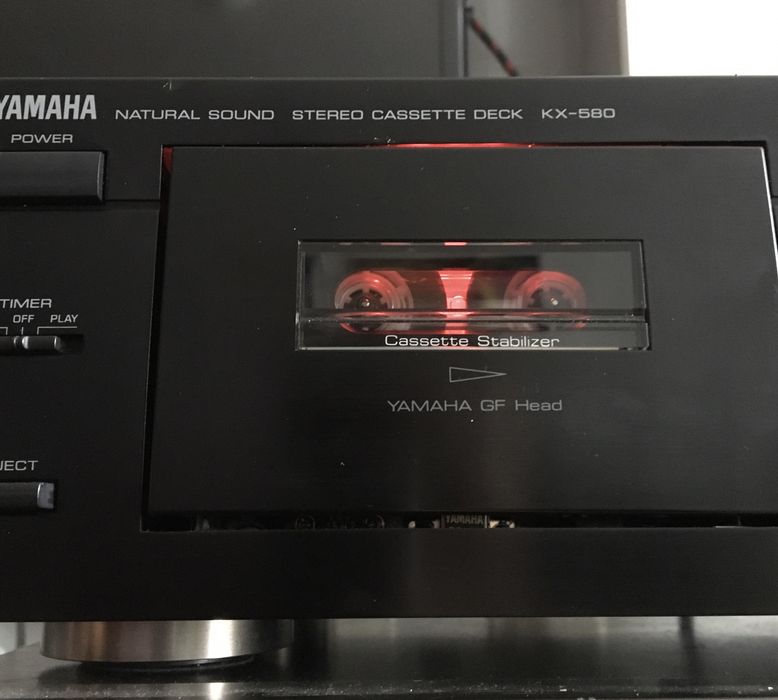 YAMAHA NATURAL SOUND STEREO CASSETTE DECK KX-580
POWER
TIMER
OFF PLAY
Cassette Stabilizer
YAMAHA GF Head
JECT
YAMAHA